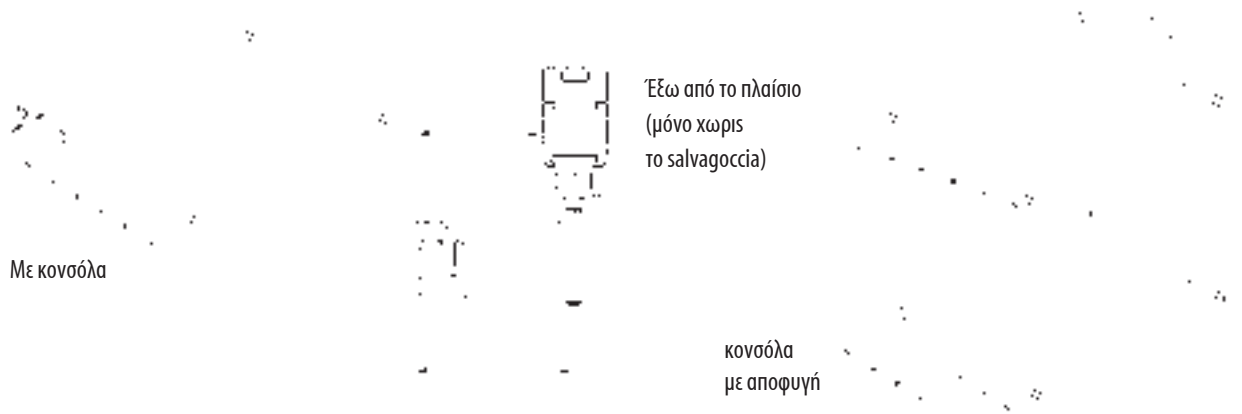 Έξω από το πλαίσιο
(μόνο χωρις
το salvagoccia)
Με κονσόλα
κονσόλα
με αποφυγή